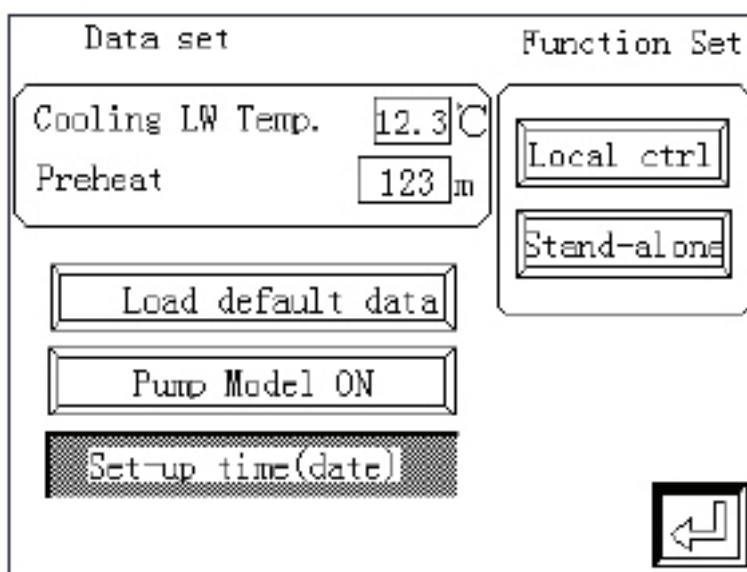 Data set
Function Set
Cooling LW Temp. 12.3℃
Preheat 123 m
Local ctrl
Stand-alone
Load default data
Pump Model ON
Set-up time(date)